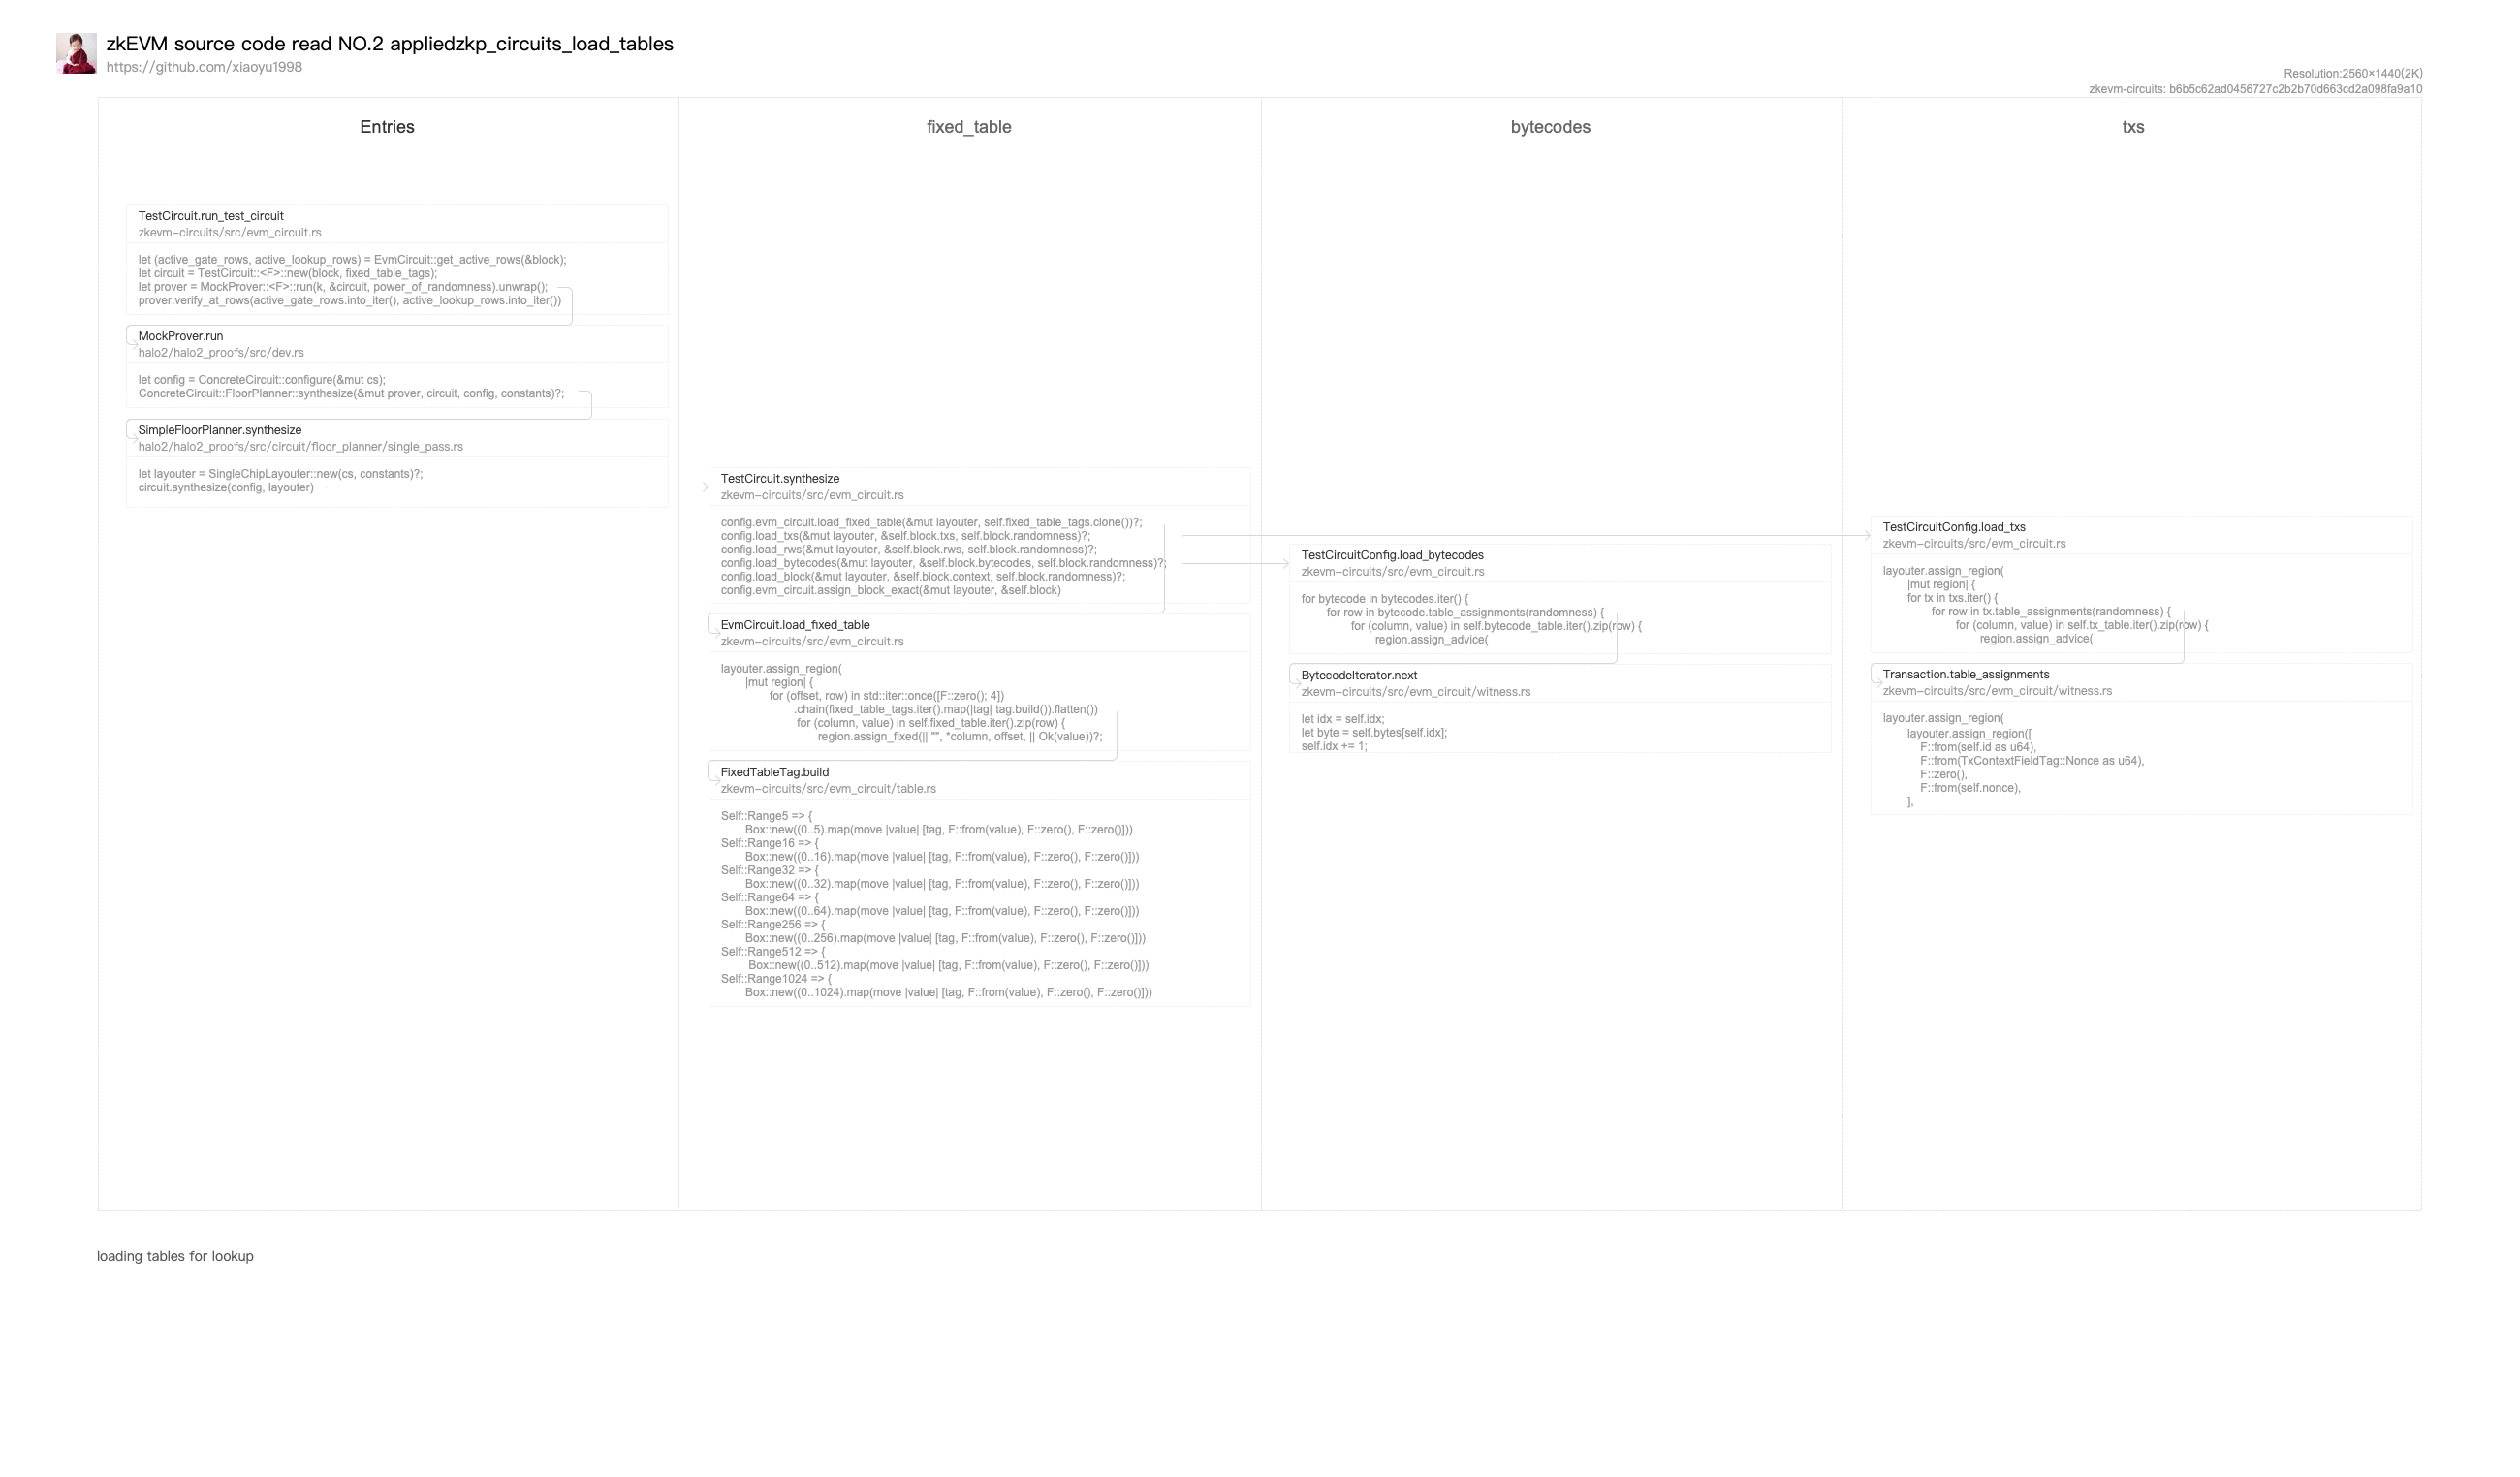 zkEVM source code read NO.2 appliedzkp_circuits_load_tables
https://github.com/xiaoyu1998
Resolution:2560×1440(2K)
zkevm-circuits: b6b5c62ad0456727c2b2b70d663cd2a098fa9a10
Entries
TestCircuit.run_test_circuit
zkevm-circuits/src/evm_circuit.rs
let (active_gate_rows, active_lookup_rows) = EvmCircuit::get_active_rows(&block);
let circuit = TestCircuit::<F>::new(block, fixed_table_tags);
let prover = MockProver::<F>::run(k, &circuit, power_of_randomness).unwrap();
prover.verify_at_rows(active_gate_rows.into_iter(), active_lookup_rows.into_iter())
MockProver.run
halo2/halo2_proofs/src/dev.rs
let config = ConcreteCircuit::configure(&mut cs);
ConcreteCircuit::FloorPlanner::synthesize(&mut prover, circuit, config, constants)?;
SimpleFloorPlanner.synthesize
halo2/halo2_proofs/src/circuit/floor_planner/single_pass.rs
let layouter = SingleChipLayouter::new(cs, constants)?;
circuit.synthesize(config, layouter)
fixed_table
TestCircuit.synthesize
zkevm-circuits/src/evm_circuit.rs
config.evm_circuit.load_fixed_table(&mut layouter, self.fixed_table_tags.clone())?;
config.load_txs(&mut layouter, &self.block.txs, self.block.randomness)?;
config.load_rws(&mut layouter, &self.block.rws, self.block.randomness)?;
config.load_bytecodes(&mut layouter, &self.block.bytecodes, self.block.randomness)?;
config.load_block(&mut layouter, &self.block.context, self.block.randomness)?;
config.evm_circuit.assign_block_exact(&mut layouter, &self.block)
EvmCircuit.load_fixed_table
zkevm-circuits/src/evm_circuit.rs
layouter.assign_region(
|mut region| {
for (offset, row) in std::iter::once([F::zero(); 4])
.chain(fixed_table_tags.iter().map(|tag| tag.build()).flatten())
for (column, value) in self.fixed_table.iter().zip(row) {
region.assign_fixed(|| "", *column, offset, || Ok(value))?;
FixedTableTag.build
zkevm-circuits/src/evm_circuit/table.rs
Self::Range5 => {
Box::new((0..5).map(move |value| [tag, F::from(value), F::zero(), F::zero()]))
Self::Range16 => {
Box::new((0..16).map(move |value| [tag, F::from(value), F::zero(), F::zero()]))
Self::Range32 => {
Box::new((0..32).map(move |value| [tag, F::from(value), F::zero(), F::zero()]))
Self::Range64 => {
Box::new((0..64).map(move |value| [tag, F::from(value), F::zero(), F::zero()]))
Self::Range256 => {
Box::new((0..256).map(move |value| [tag, F::from(value), F::zero(), F::zero()]))
Self::Range512 => {
Box::new((0..512).map(move |value| [tag, F::from(value), F::zero(), F::zero()]))
Self::Range1024 => {
Box::new((0..1024).map(move |value| [tag, F::from(value), F::zero(), F::zero()]))
bytecodes
TestCircuitConfig.load_bytecodes
zkevm-circuits/src/evm_circuit.rs
for bytecode in bytecodes.iter() {
for row in bytecode.table_assignments(randomness) {
for (column, value) in self.bytecode_table.iter().zip(row) {
region.assign_advice(
BytecodeIterator.next
zkevm-circuits/src/evm_circuit/witness.rs
let idx = self.idx;
let byte = self.bytes[self.idx];
self.idx += 1;
txs
TestCircuitConfig.load_txs
zkevm-circuits/src/evm_circuit.rs
layouter.assign_region(
|mut region| {
for tx in txs.iter() {
for row in tx.table_assignments(randomness) {
for (column, value) in self.tx_table.iter().zip(row) {
region.assign_advice(
Transaction.table_assignments
zkevm-circuits/src/evm_circuit/witness.rs
layouter.assign_region(
layouter.assign_region([
F::from(self.id as u64),
F::from(TxContextFieldTag::Nonce as u64),
F::zero(),
F::from(self.nonce),
],
loading tables for lookup